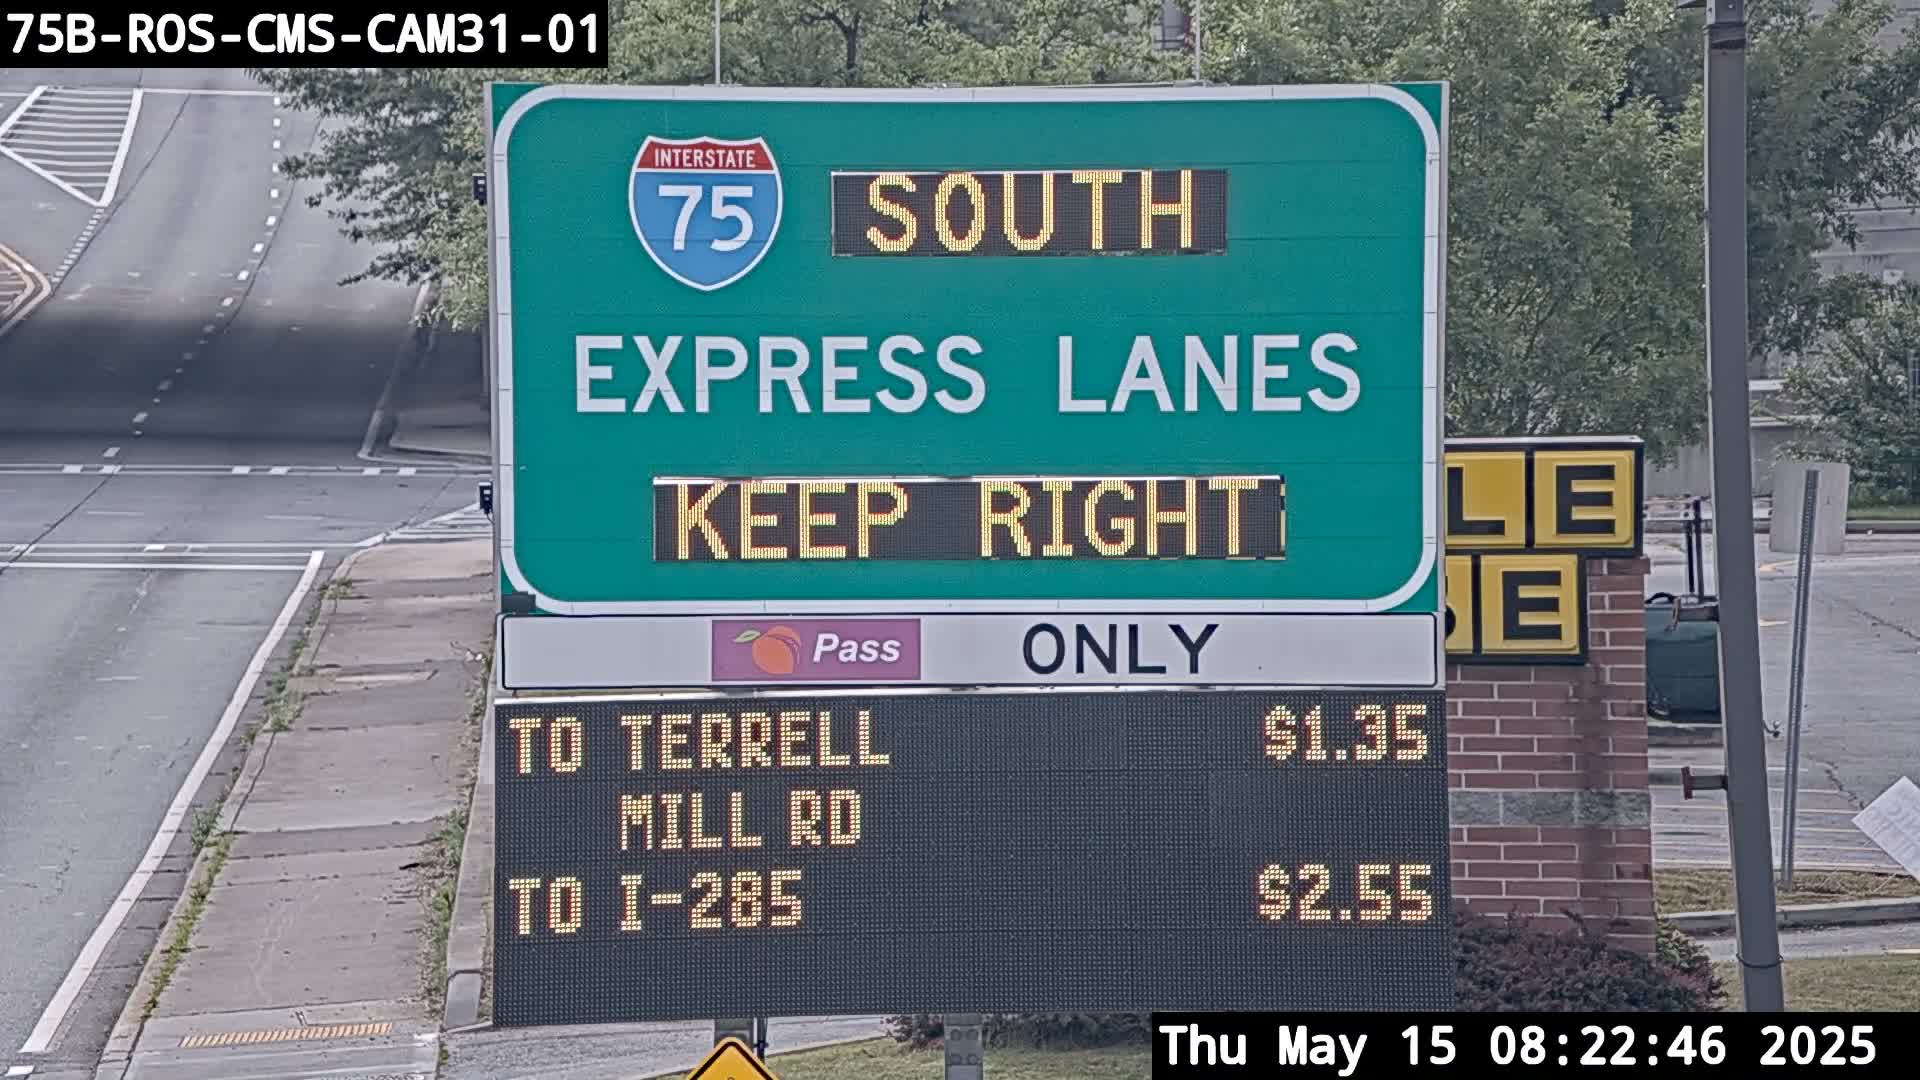 75B-ROS-CMS-CAM31-01
INTERSTATE
75
SOUTH
EXPRESS LANES
KEEP RIGHT
LE
E
Pass ONLY
TO TERRELL $1.35
MILL RD
TO I-285 $2.55
Thu May 15 08:22:46 2025